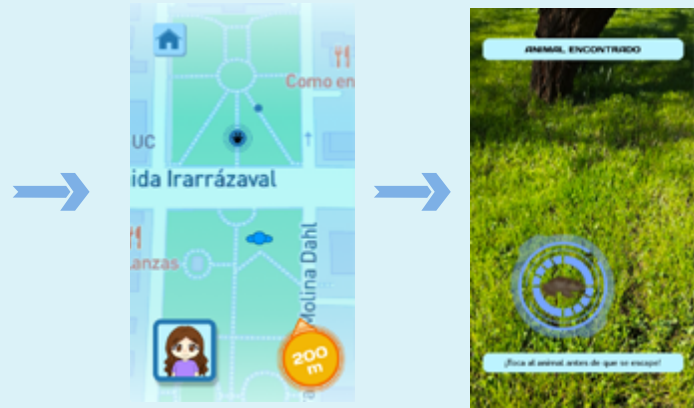 Como en
UC
ida Irarrázaval
anzas
Molina Dahl
200
m
ANIMAL ENCONTRADO
¡Toca al animal antes de que se escape!